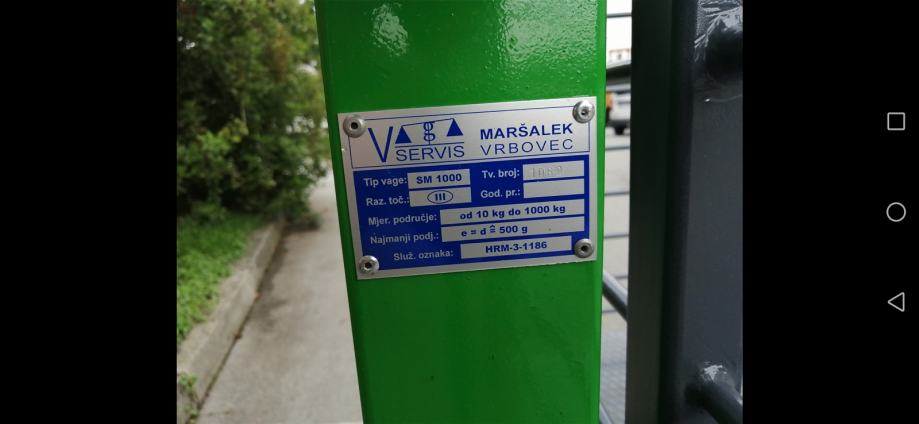 VAGA
SERVIS
MARŠALEK
VRBOVEC
Tip vage: SM 1000
Tv. broj:
Raz. toč.: III
God. pr.:
Mjer. područje: od 10 kg do 1000 kg
Najmanji podj.: e = d ≙ 500 g
Služ. oznaka: HRM-3-1186